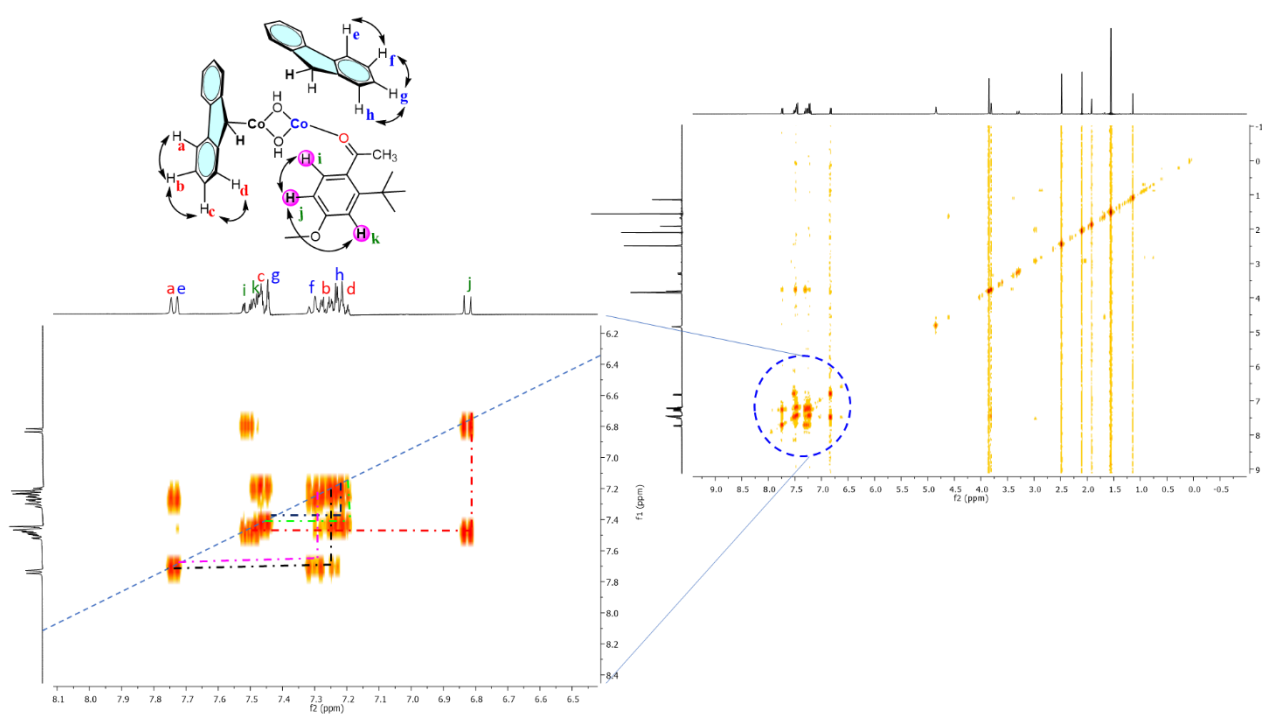 H
e
H
f
H
H
H
g
H
h
H
O
Co
Co
O
H
H
O
CH3
H
a
H
b
H
d
H
c
H
i
H
j
H
k
O
a
e
i
k
c
g
f
b
h
d
j
6.2
6.4
6.6
6.8
7.0
7.2
7.4
7.6
7.8
8.0
8.2
8.4
f1 (ppm)
8.1 8.0 7.9 7.8 7.7 7.6 7.5 7.4 7.3 7.2 7.1 7.0 6.9 6.8 6.7 6.6 6.5
f2 (ppm)
-1
0
1
2
3
4
5
6
7
8
9
f1 (ppm)
9.0 8.5 8.0 7.5 7.0 6.5 6.0 5.5 5.0 4.5 4.0 3.5 3.0 2.5 2.0 1.5 1.0 0.5 0.0 -0.5
f2 (ppm)